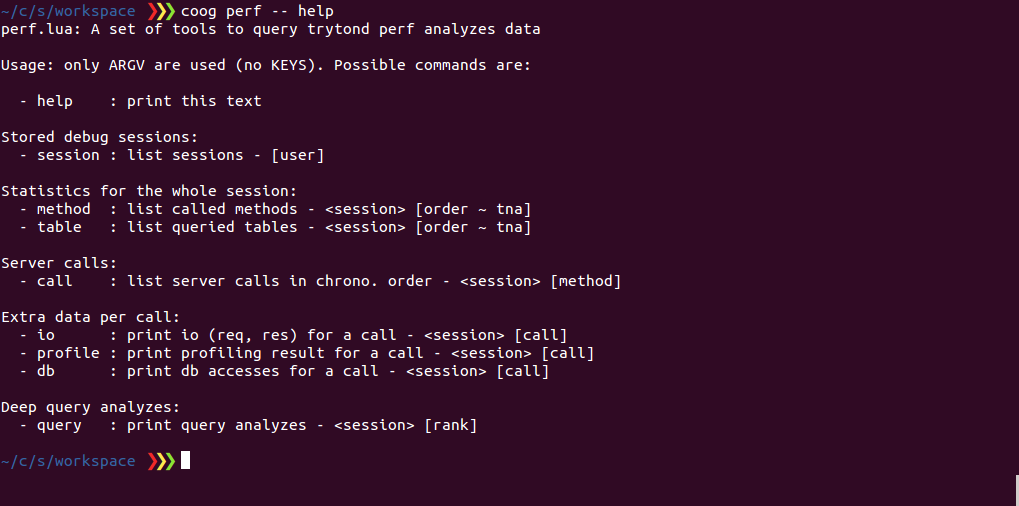 ~/c/s/workspace ❯❯❯ coog perf -- help
perf.lua: A set of tools to query trytond perf analyzes data

Usage: only ARGV are used (no KEYS). Possible commands are:

  - help    : print this text

Stored debug sessions:
  - session : list sessions - [user]

Statistics for the whole session:
  - method  : list called methods - <session> [order ~ tna]
  - table   : list queried tables - <session> [order ~ tna]

Server calls:
  - call    : list server calls in chrono. order - <session> [method]

Extra data per call:
  - io      : print io (req, res) for a call - <session> [call]
  - profile : print profiling result for a call - <session> [call]
  - db      : print db accesses for a call - <session> [call]

Deep query analyzes:
  - query   : print query analyzes - <session> [rank]

~/c/s/workspace ❯❯❯